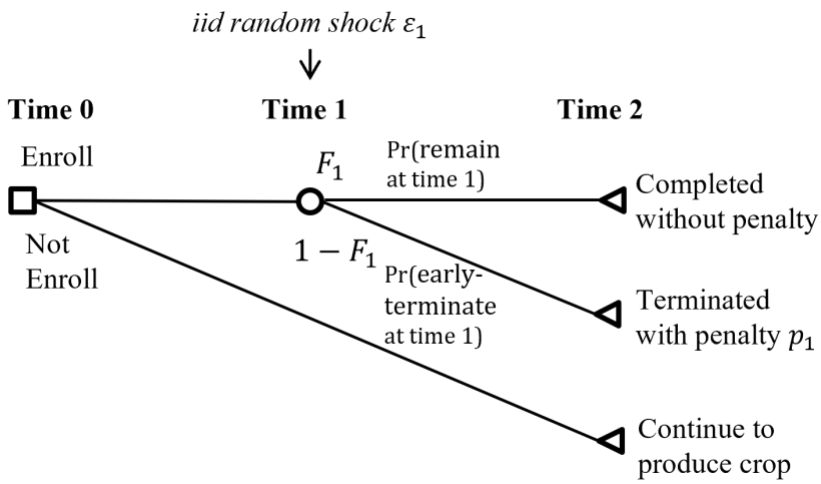 iid random shock ε₁
Time 0
Time 1
Time 2
Enroll
F₁
Pr(remain
at time 1)
Completed
without penalty
Not
Enroll
1 − F₁
Pr(early-
terminate
at time 1)
Terminated
with penalty p₁
Continue to
produce crop